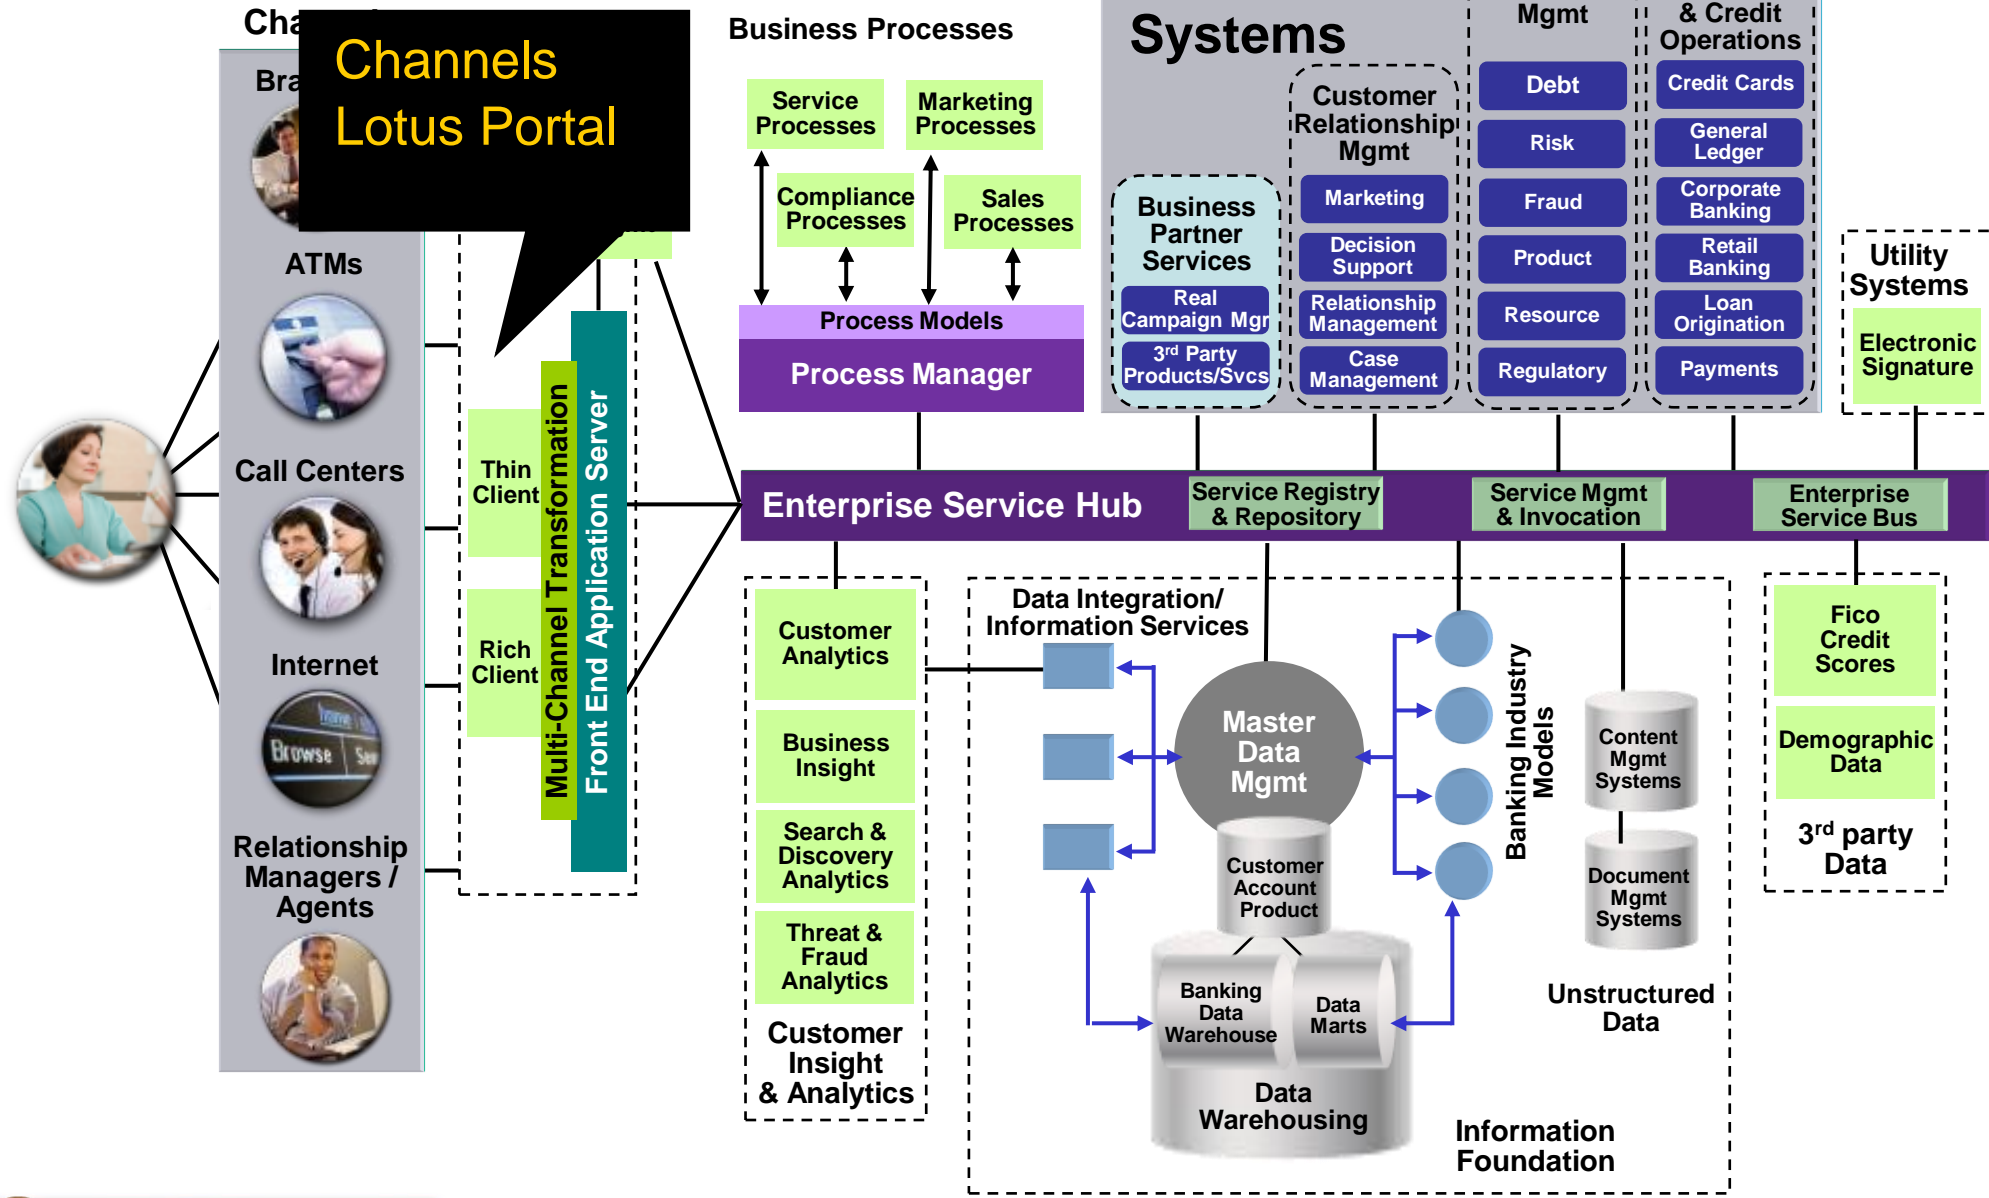 Channels
Lotus Portal
ATMs
Call Centers
Internet
Relationship
Managers /
Agents
Browse
Thin
Client
Rich
Client
Multi-Channel Transformation
Front End Application Server
Business Processes
Service
Processes
Marketing
Processes
Compliance
Processes
Sales
Processes
Process Models
Process Manager
Systems
Business
Partner
Services
Real
Campaign Mgr
3rd Party
Products/Svcs
Customer
Relationship
Mgmt
Marketing
Decision
Support
Relationship
Management
Case
Management
Mgmt
Debt
Risk
Fraud
Product
Resource
Regulatory
& Credit
Operations
Credit Cards
General
Ledger
Corporate
Banking
Retail
Banking
Loan
Origination
Payments
Utility
Systems
Electronic
Signature
Enterprise Service Hub
Service Registry
& Repository
Service Mgmt
& Invocation
Enterprise
Service Bus
Customer
Analytics
Business
Insight
Search &
Discovery
Analytics
Threat &
Fraud
Analytics
Customer
Insight
& Analytics
Data Integration/
Information Services
Master
Data
Mgmt
Customer
Account
Product
Banking
Data
Warehouse
Data
Marts
Data
Warehousing
Banking Industry
Models
Content
Mgmt
Systems
Document
Mgmt
Systems
Unstructured
Data
Information
Foundation
Fico
Credit
Scores
Demographic
Data
3rd party
Data